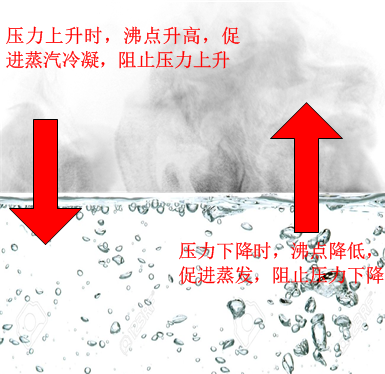 压力上升时，沸点升高，促
进蒸汽冷凝，阻止压力上升
压力下降时，沸点降低，
促进蒸发，阻止压力下降